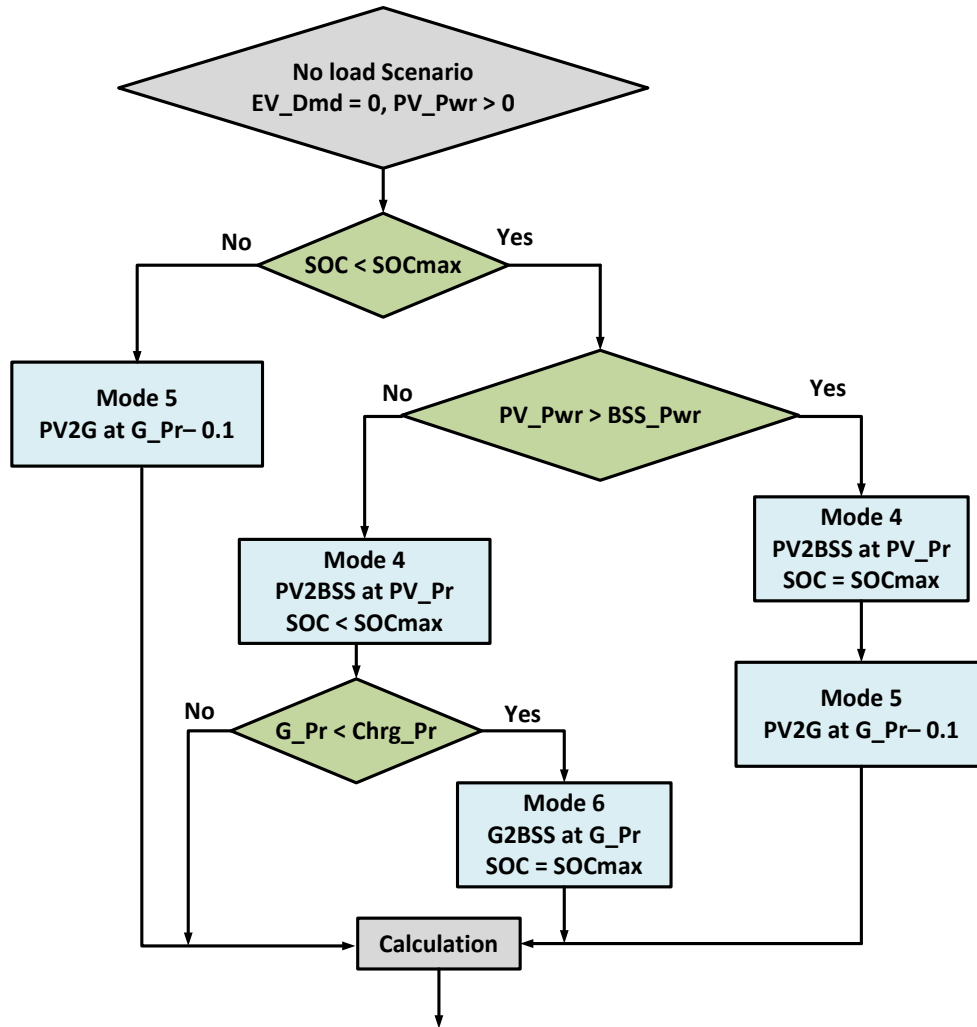 No load Scenario
EV_Dmd = 0, PV_Pwr > 0
No
Yes
SOC < SOCmax
Mode 5
PV2G at G_Pr– 0.1
No
Yes
PV_Pwr > BSS_Pwr
Mode 4
PV2BSS at PV_Pr
SOC < SOCmax
Mode 4
PV2BSS at PV_Pr
SOC = SOCmax
No
Yes
G_Pr < Chrg_Pr
Mode 5
PV2G at G_Pr– 0.1
Mode 6
G2BSS at G_Pr
SOC = SOCmax
Calculation